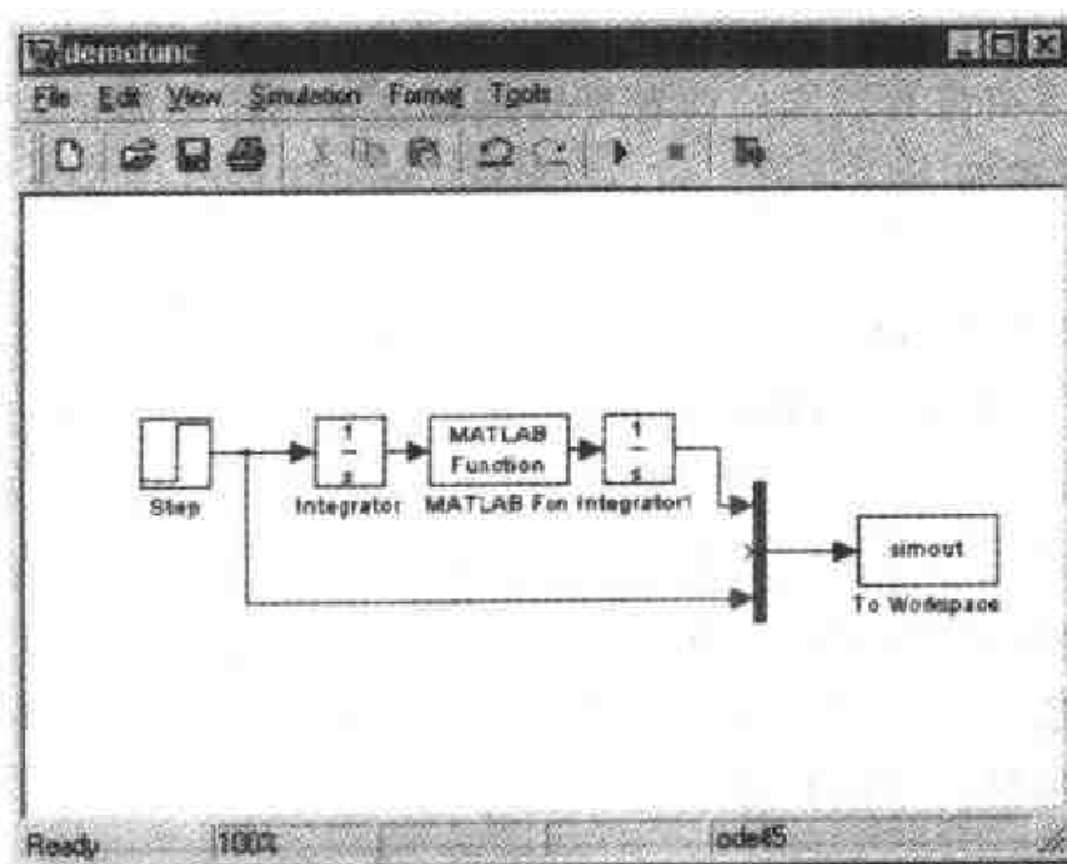 demofunc
File Edit View Simulation Format Tools
MATLAB
Function
1
s
1
s
Step
Integrator
MATLAB Fun
Integrator1
simout
To Workspace
Ready
100%
ode45